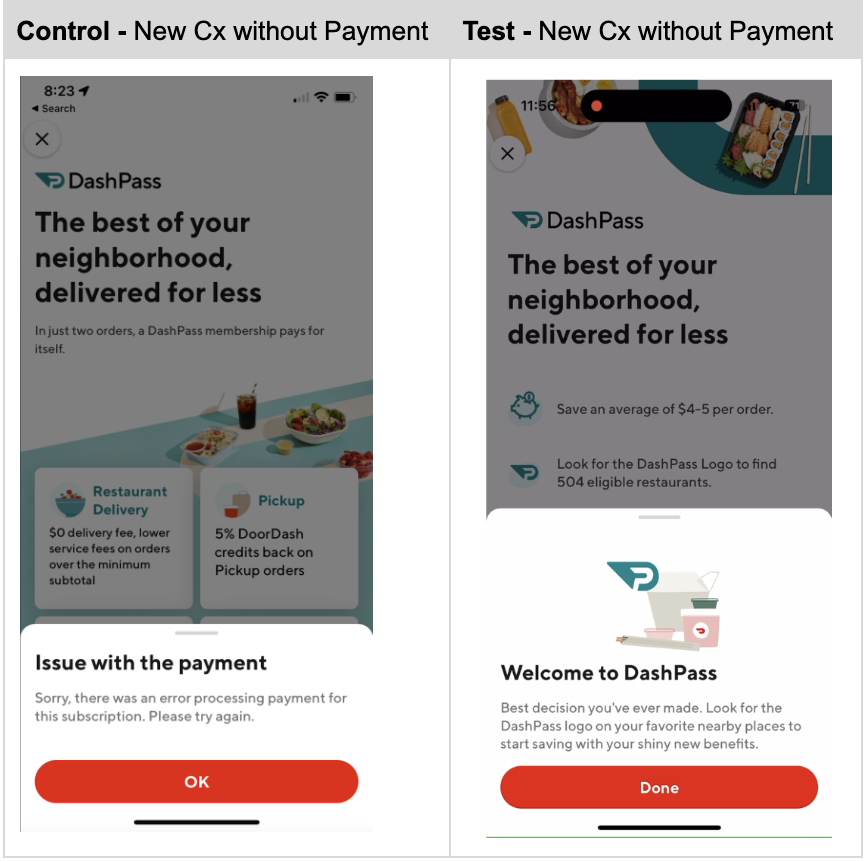 Control - New Cx without Payment
Test - New Cx without Payment
8:23
Search
DashPass
The best of your
neighborhood,
delivered for less
In just two orders, a DashPass membership pays for
itself.
Restaurant
Delivery
$0 delivery fee, lower
service fees on orders
over the minimum
subtotal
Pickup
5% DoorDash
credits back on
Pickup orders
Issue with the payment
Sorry, there was an error processing payment for
this subscription. Please try again.
OK
11:56
DashPass
The best of your
neighborhood,
delivered for less
Save an average of $4-5 per order.
Look for the DashPass Logo to find
504 eligible restaurants.
Welcome to DashPass
Best decision you've ever made. Look for the
DashPass logo on your favorite nearby places to
start saving with your shiny new benefits.
Done